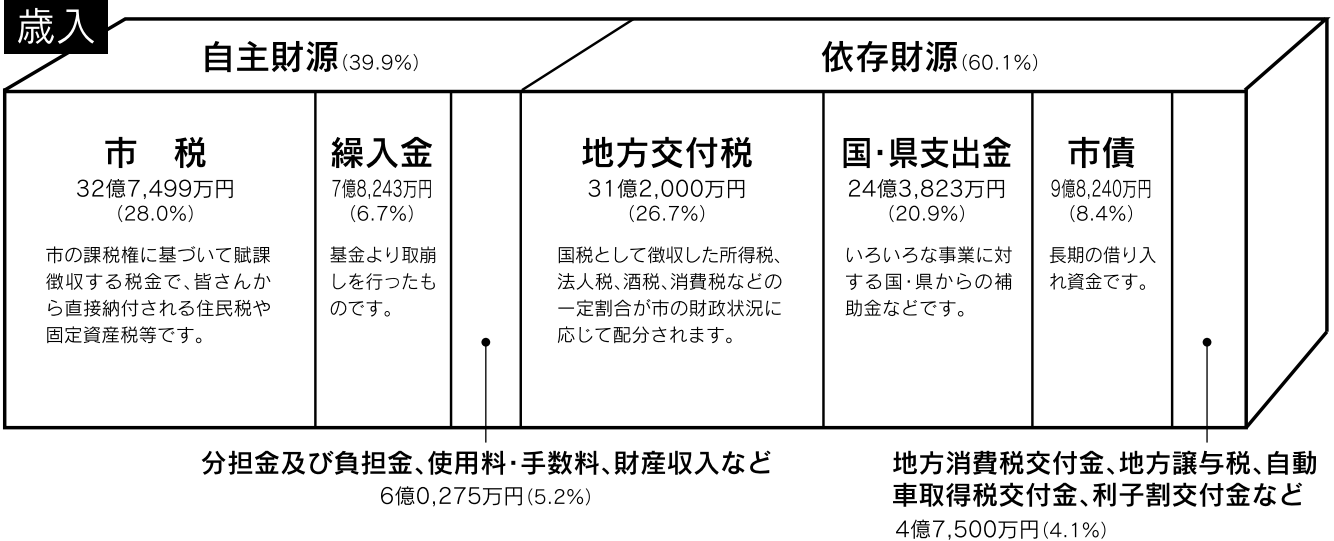 歳入
自主財源(39.9%)
依存財源(60.1%)
市　税
32億7,499万円
(28.0%)
市の課税権に基づいて賦課
徴収する税金で、皆さんか
ら直接納付される住民税や
固定資産税等です。
繰入金
7億8,243万円
(6.7%)
基金より取崩
しを行ったも
のです。
地方交付税
31億2,000万円
(26.7%)
国税として徴収した所得税、
法人税、酒税、消費税などの
一定割合が市の財政状況に
応じて配分されます。
国・県支出金
24億3,823万円
(20.9%)
いろいろな事業に対
する国・県からの補
助金などです。
市債
9億8,240万円
(8.4%)
長期の借り入
れ資金です。
分担金及び負担金、使用料・手数料、財産収入など
6億0,275万円(5.2%)
地方消費税交付金、地方譲与税、自動
車取得税交付金、利子割交付金など
4億7,500万円(4.1%)